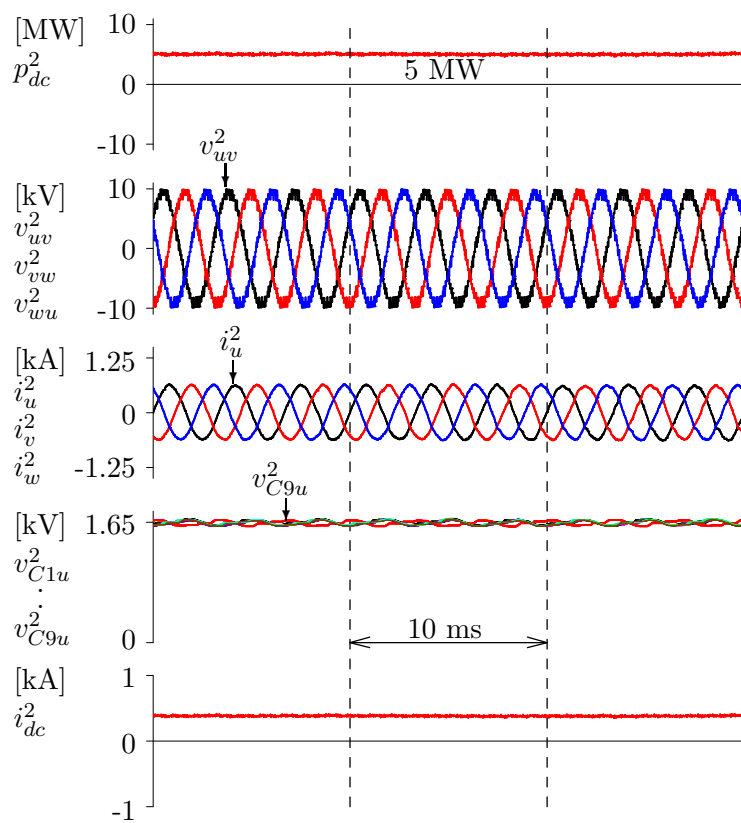 [MW]
p²dc
10
0
-10
5 MW
v²uv
[kV]
v²uv
v²vw
v²wu
10
0
-10
i²u
[kA]
i²u
i²v
i²w
1.25
0
-1.25
v²C9u
[kV]
v²C1u
.
.
v²C9u
1.65
0
10 ms
[kA]
i²dc
1
0
-1